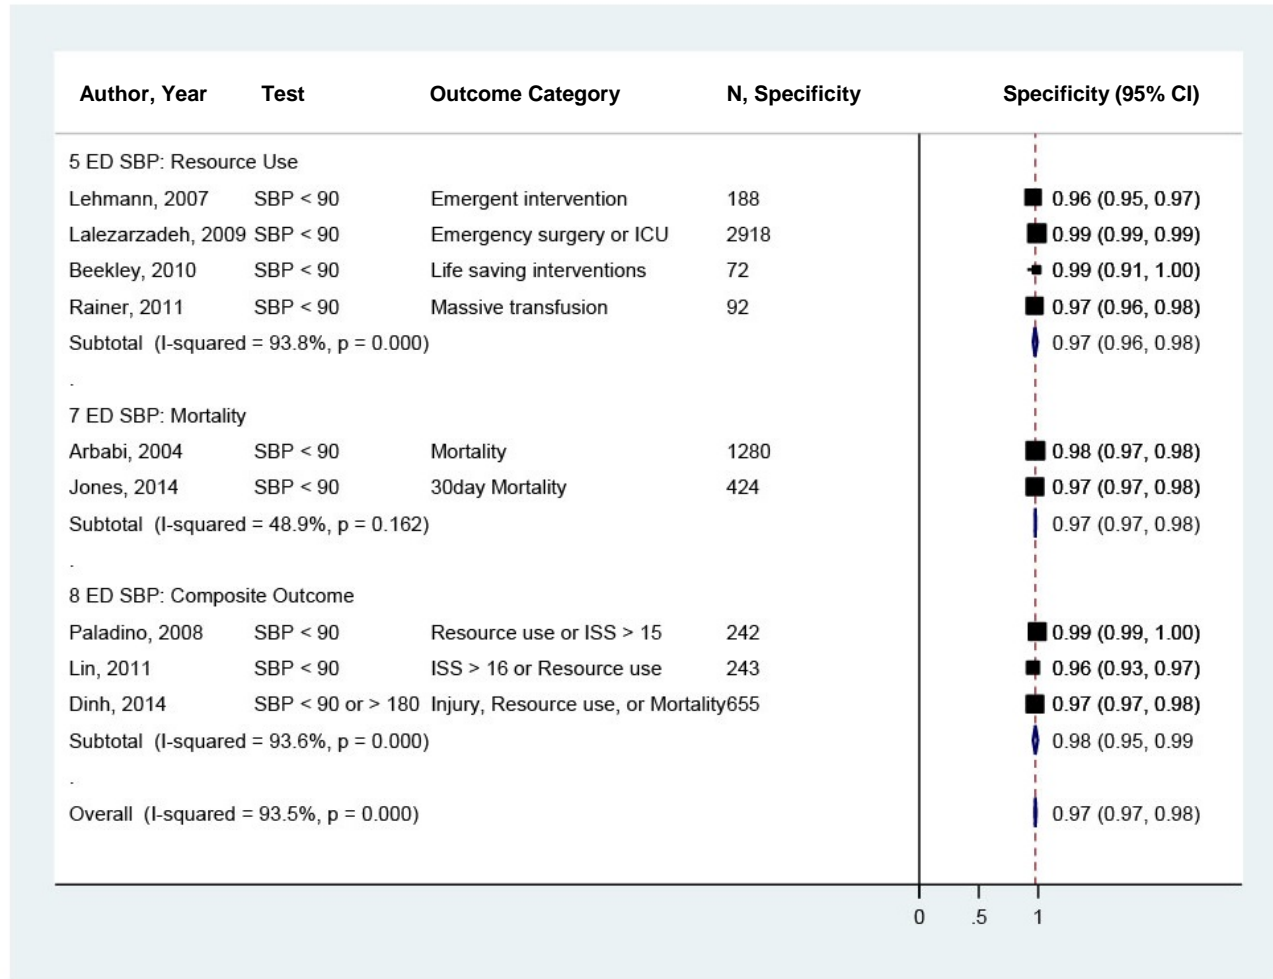 Author, Year Test Outcome Category N, Specificity Specificity (95% CI)
5 ED SBP: Resource Use
Lehmann, 2007 SBP < 90 Emergent intervention 188 0.96 (0.95, 0.97)
Lalezarzadeh, 2009 SBP < 90 Emergency surgery or ICU 2918 0.99 (0.99, 0.99)
Beekley, 2010 SBP < 90 Life saving interventions 72 0.99 (0.91, 1.00)
Rainer, 2011 SBP < 90 Massive transfusion 92 0.97 (0.96, 0.98)
Subtotal (I-squared = 93.8%, p = 0.000) 0.97 (0.96, 0.98)
.
7 ED SBP: Mortality
Arbabi, 2004 SBP < 90 Mortality 1280 0.98 (0.97, 0.98)
Jones, 2014 SBP < 90 30day Mortality 424 0.97 (0.97, 0.98)
Subtotal (I-squared = 48.9%, p = 0.162) 0.97 (0.97, 0.98)
.
8 ED SBP: Composite Outcome
Paladino, 2008 SBP < 90 Resource use or ISS > 15 242 0.99 (0.99, 1.00)
Lin, 2011 SBP < 90 ISS > 16 or Resource use 243 0.96 (0.93, 0.97)
Dinh, 2014 SBP < 90 or > 180 Injury, Resource use, or Mortality655 0.97 (0.97, 0.98)
Subtotal (I-squared = 93.6%, p = 0.000) 0.98 (0.95, 0.99
.
Overall (I-squared = 93.5%, p = 0.000) 0.97 (0.97, 0.98)
0 .5 1